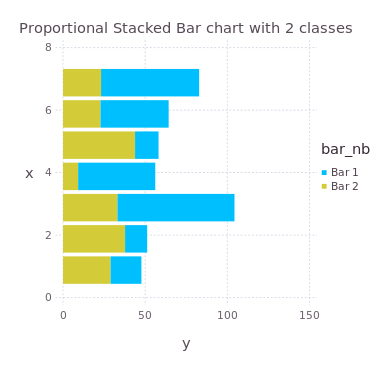 Proportional Stacked Bar chart with 2 classes
8
6
4
2
0
x
0 50 100 150
y
bar_nb
Bar 1
Bar 2